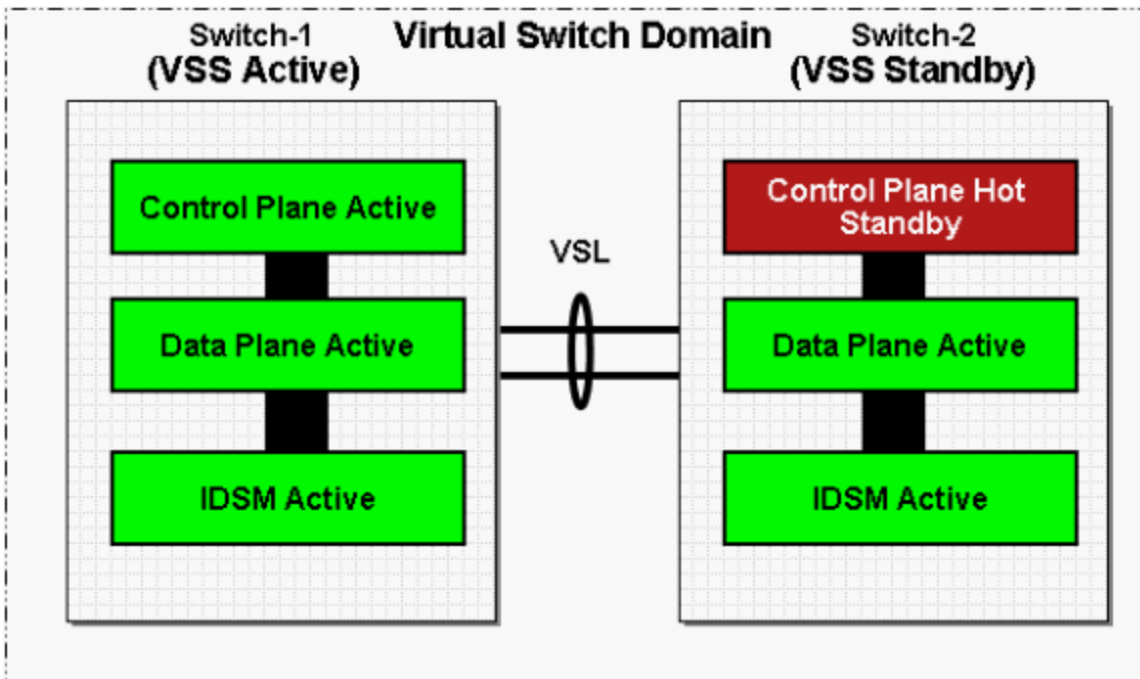 Switch-1
(VSS Active)
Virtual Switch Domain
Switch-2
(VSS Standby)
Control Plane Active
Data Plane Active
IDSM Active
VSL
Control Plane Hot
Standby
Data Plane Active
IDSM Active